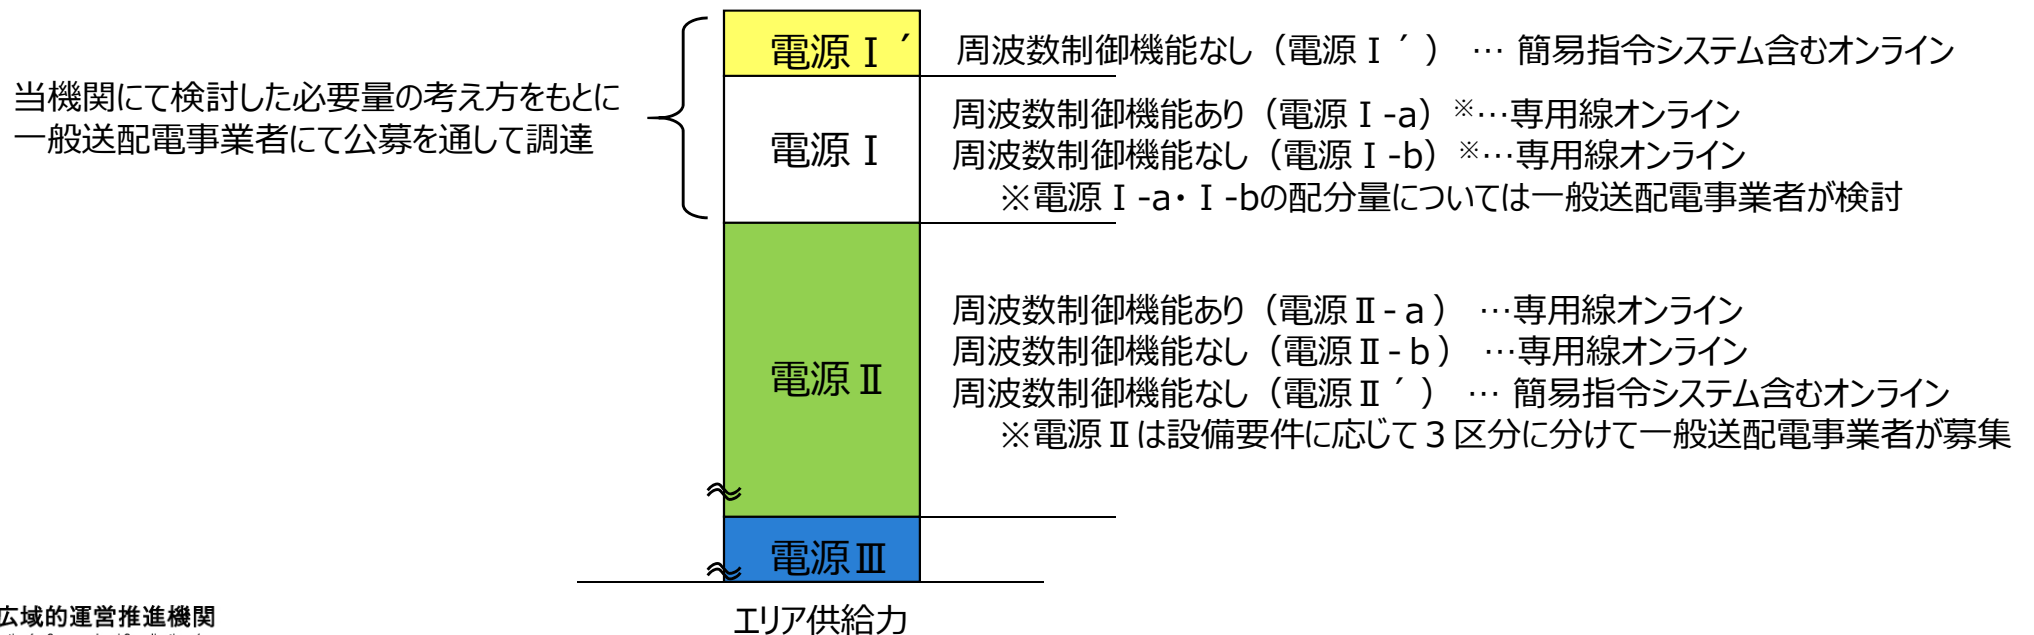 電源Ⅰ´
周波数制御機能なし（電源Ⅰ´） … 簡易指令システム含むオンライン
当機関にて検討した必要量の考え方をもとに
一般送配電事業者にて公募を通して調達
電源Ⅰ
周波数制御機能あり（電源Ⅰ-a）※…専用線オンライン
周波数制御機能なし（電源Ⅰ-b）※…専用線オンライン
※電源Ⅰ-a・Ⅰ-bの配分量については一般送配電事業者が検討
電源Ⅱ
周波数制御機能あり（電源Ⅱ-a） …専用線オンライン
周波数制御機能なし（電源Ⅱ-b） …専用線オンライン
周波数制御機能なし（電源Ⅱ´） … 簡易指令システム含むオンライン
※電源Ⅱは設備要件に応じて３区分に分けて一般送配電事業者が募集
電源Ⅲ
エリア供給力
広域的運営推進機関